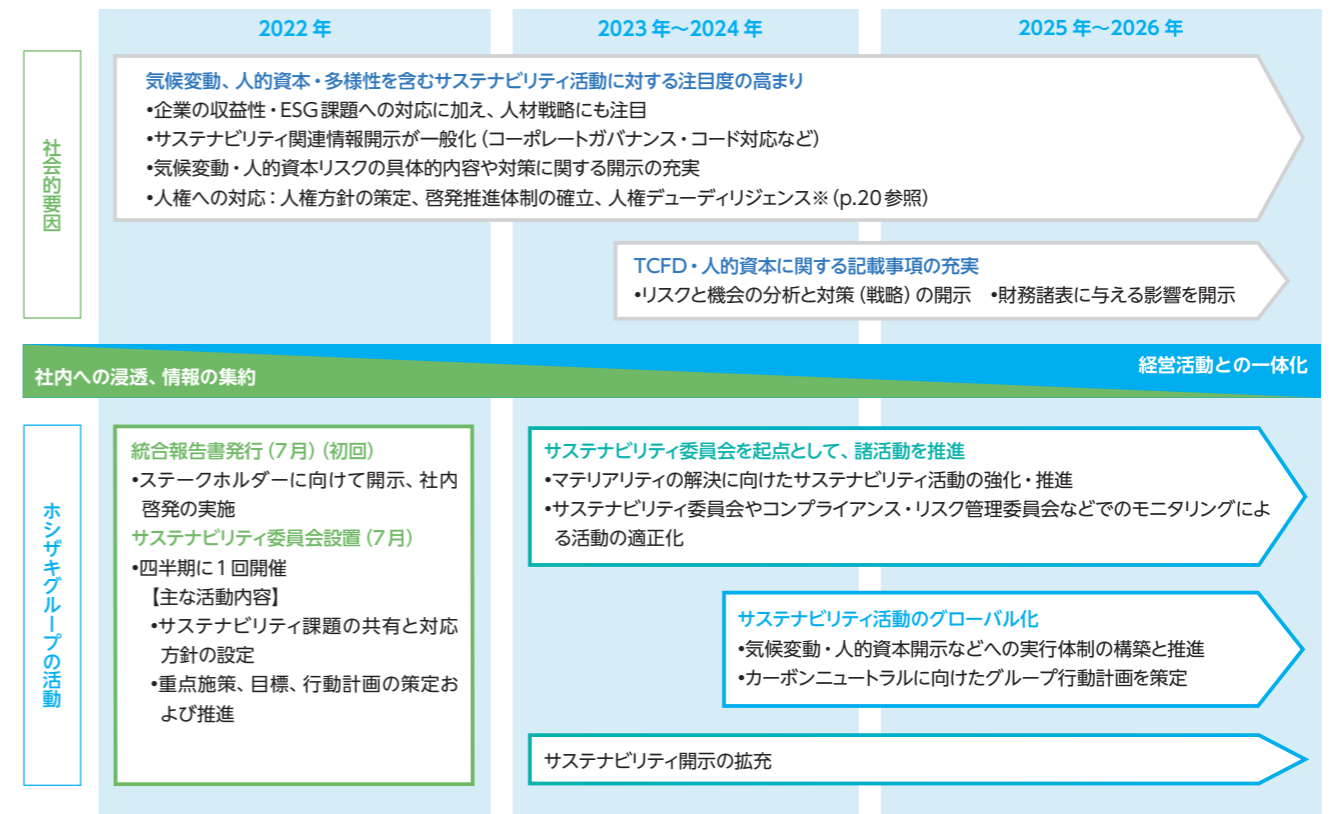 2022年
2023年～2024年
2025年～2026年
社会的要因
気候変動、人的資本・多様性を含むサステナビリティ活動に対する注目度の高まり
•企業の収益性・ESG課題への対応に加え、人材戦略にも注目
•サステナビリティ関連情報開示が一般化（コーポレートガバナンス・コード対応など）
•気候変動・人的資本リスクの具体的内容や対策に関する開示の充実
•人権への対応：人権方針の策定、啓発推進体制の確立、人権デューディリジェンス※（p.20参照）
TCFD・人的資本に関する記載事項の充実
•リスクと機会の分析と対策（戦略）の開示　•財務諸表に与える影響を開示
社内への浸透、情報の集約
経営活動との一体化
ホシザキグループの活動
統合報告書発行（7月）（初回）
•ステークホルダーに向けて開示、社内
啓発の実施
サステナビリティ委員会設置（7月）
•四半期に1回開催
【主な活動内容】
•サステナビリティ課題の共有と対応
方針の設定
•重点施策、目標、行動計画の策定お
よび推進
サステナビリティ委員会を起点として、諸活動を推進
•マテリアリティの解決に向けたサステナビリティ活動の強化・推進
•サステナビリティ委員会やコンプライアンス・リスク管理委員会などでのモニタリングによ
る活動の適正化
サステナビリティ活動のグローバル化
•気候変動・人的資本開示などへの実行体制の構築と推進
•カーボンニュートラルに向けたグループ行動計画を策定
サステナビリティ開示の拡充